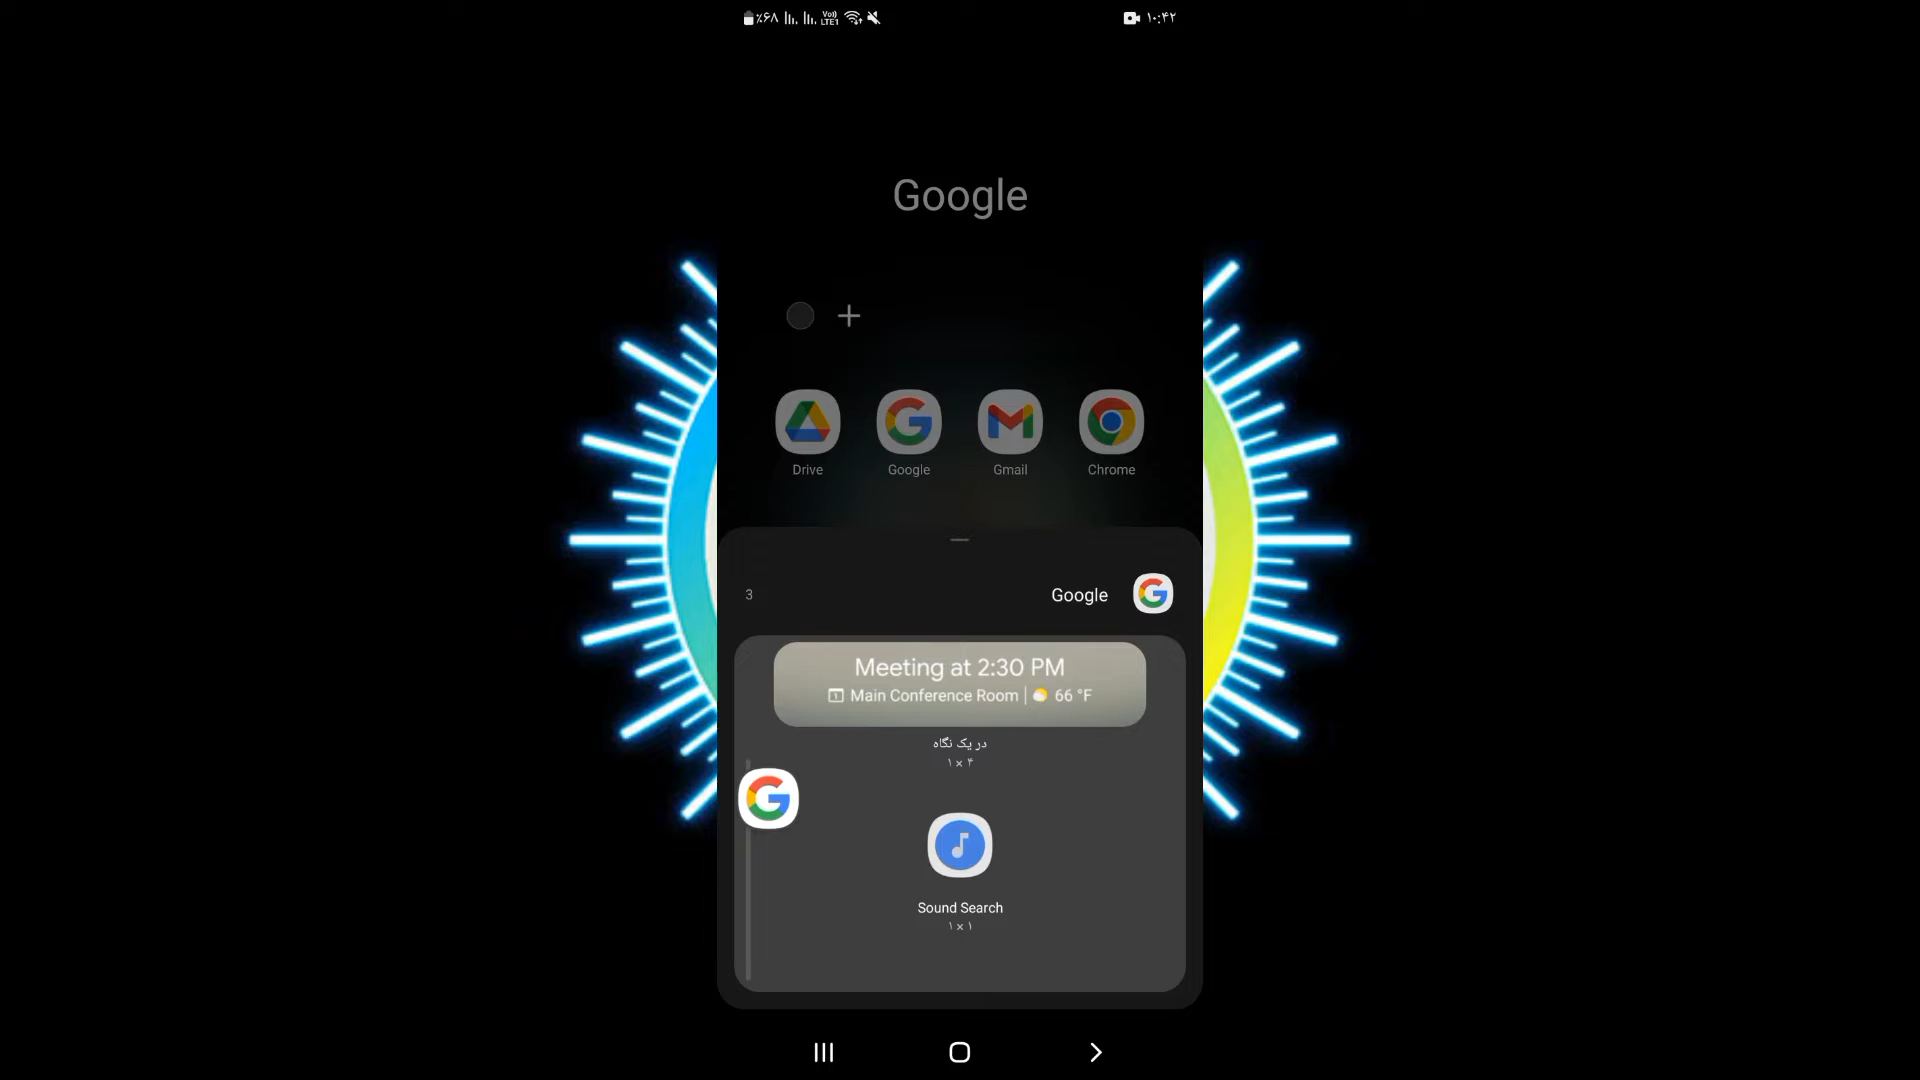 ٪۶۸ Vo)) LTE1 ۱۰:۴۲
Google
Drive Google Gmail Chrome
3 Google
Meeting at 2:30 PM
Main Conference Room | 66 °F
در یک نگاه
۱ × ۴
Sound Search
۱ × ۱